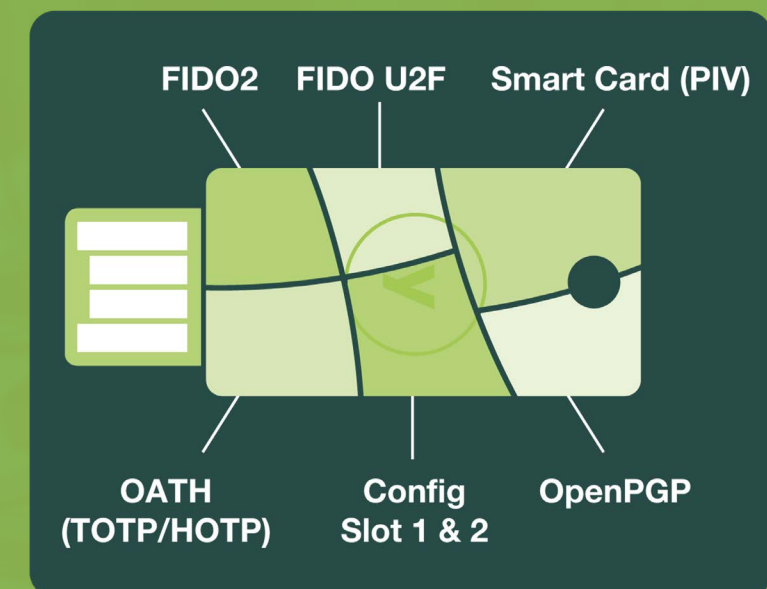 FIDO2 FIDO U2F Smart Card (PIV)
Y
OATH Config OpenPGP
(TOTP/HOTP) Slot 1 & 2